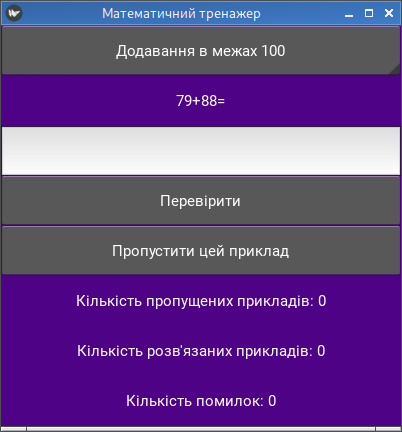 Математичний тренажер
Додавання в межах 100
79+88=
Перевірити
Пропустити цей приклад
Кількість пропущених прикладів: 0
Кількість розв'язаних прикладів: 0
Кількість помилок: 0